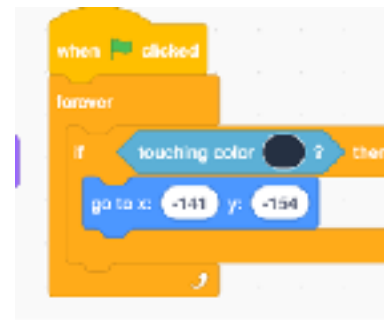 when clicked
forever
if touching color ? then
go to x: -141 y: -154